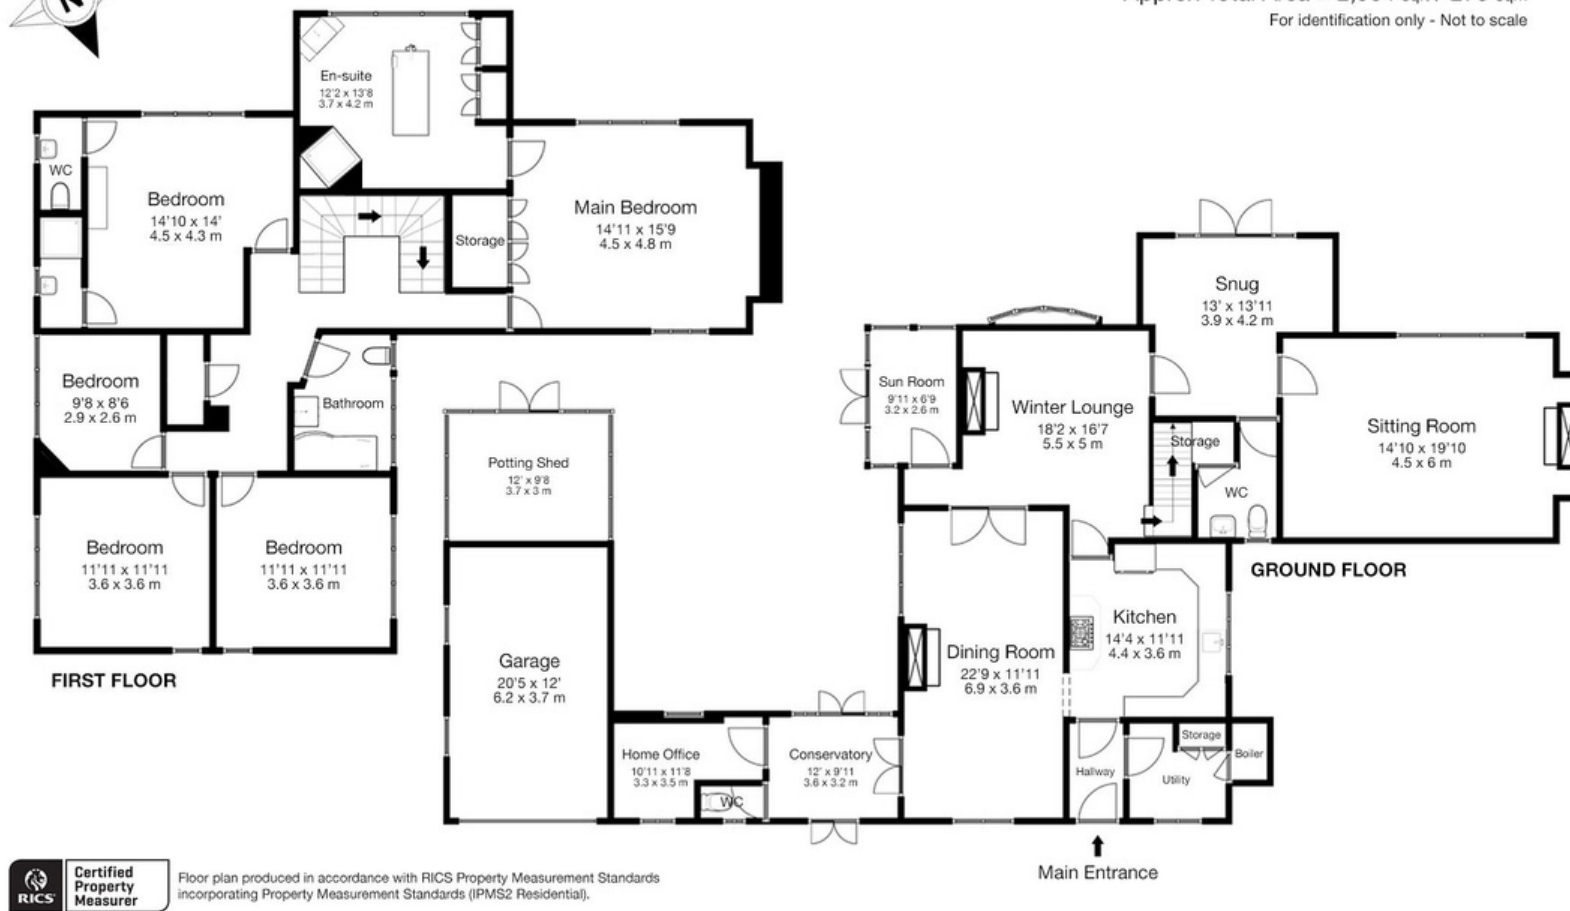 For identification only - Not to scale
En-suite
12'2 x 13'8
3.7 x 4.2 m
WC
Bedroom
14'10 x 14'
4.5 x 4.3 m
Main Bedroom
14'11 x 15'9
4.5 x 4.8 m
Storage
Bedroom
9'8 x 8'6
2.9 x 2.6 m
Bathroom
Bedroom
11'11 x 11'11
3.6 x 3.6 m
Bedroom
11'11 x 11'11
3.6 x 3.6 m
FIRST FLOOR
Potting Shed
12' x 9'8
3.7 x 3 m
Garage
20'5 x 12'
6.2 x 3.7 m
Home Office
10'11 x 11'8
3.3 x 3.5 m
WC
Conservatory
12' x 9'11
3.6 x 3.2 m
Sun Room
9'11 x 6'9
3.2 x 2.6 m
Winter Lounge
18'2 x 16'7
5.5 x 5 m
Snug
13' x 13'11
3.9 x 4.2 m
Sitting Room
14'10 x 19'10
4.5 x 6 m
Storage
WC
GROUND FLOOR
Dining Room
22'9 x 11'11
6.9 x 3.6 m
Kitchen
14'4 x 11'11
4.4 x 3.6 m
Hallway
Utility
Storage
Boiler
Main Entrance
RICS
Certified
Property
Measurer
Floor plan produced in accordance with RICS Property Measurement Standards
incorporating Property Measurement Standards (IPMS2 Residential).